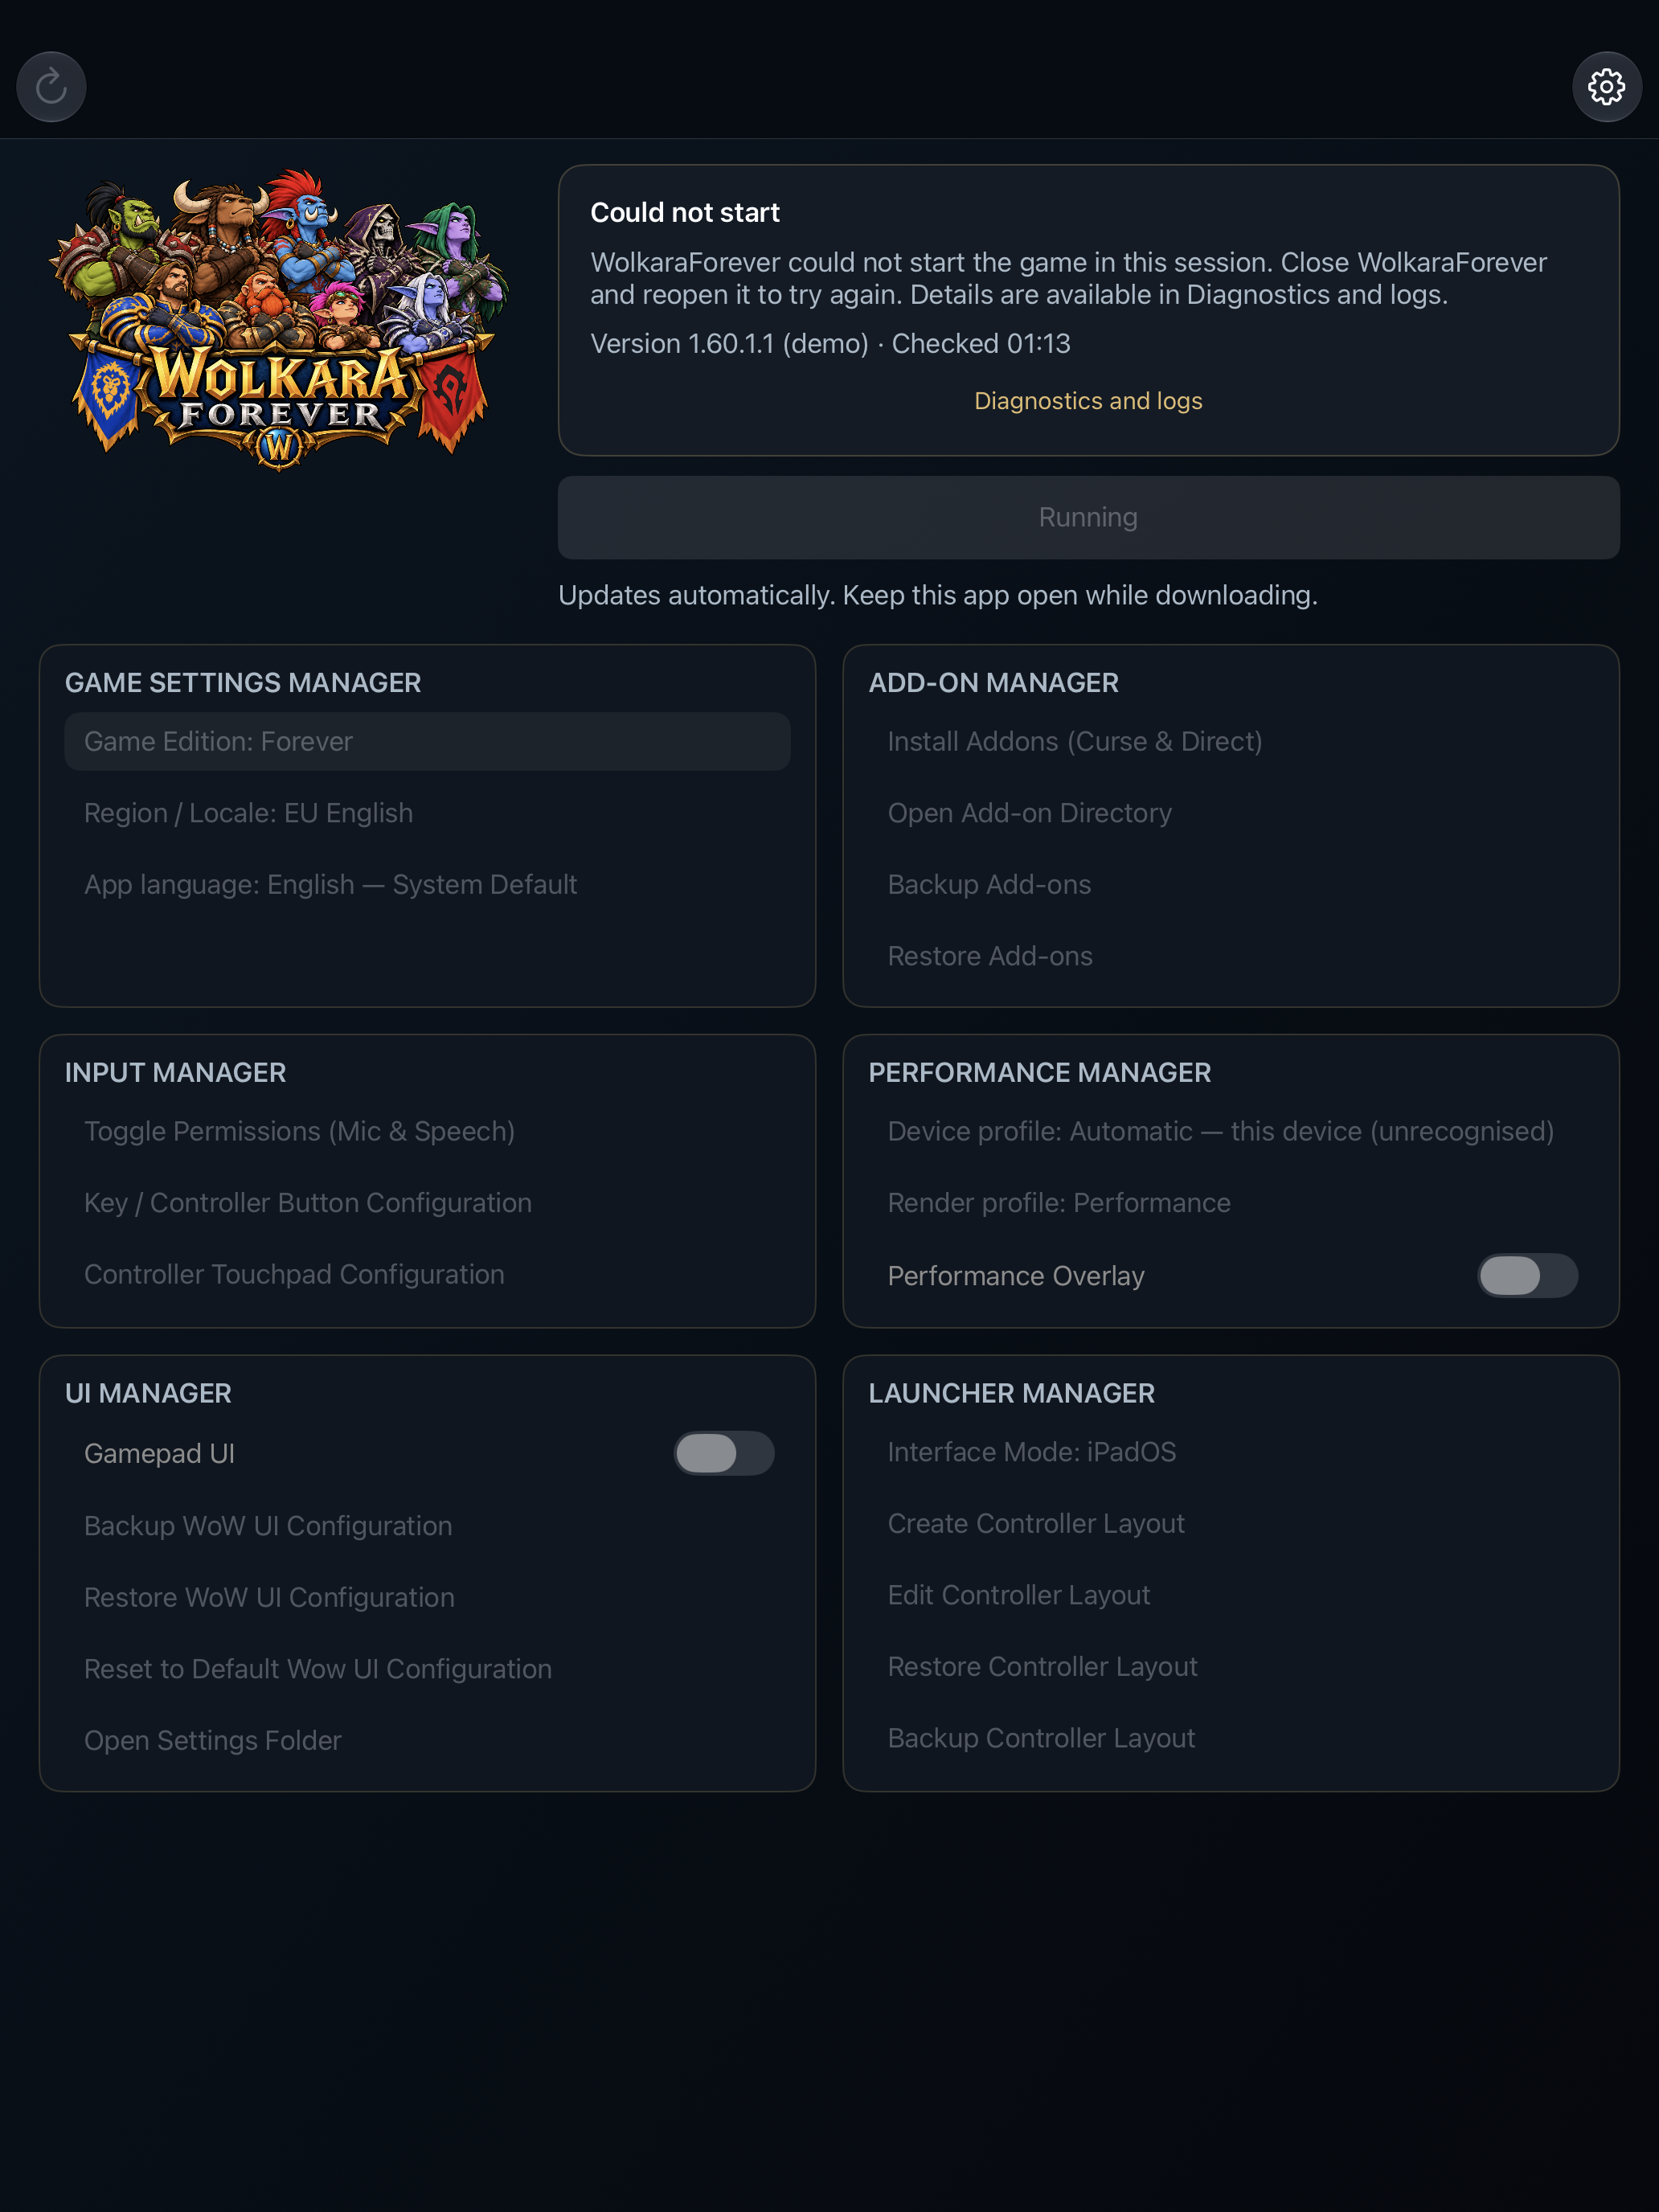 WOLKARA
FOREVER
W
Could not start
WolkaraForever could not start the game in this session. Close WolkaraForever
and reopen it to try again. Details are available in Diagnostics and logs.
Version 1.60.1.1 (demo) · Checked 01:13
Diagnostics and logs
Running
Updates automatically. Keep this app open while downloading.
GAME SETTINGS MANAGER
Game Edition: Forever
Region / Locale: EU English
App language: English — System Default
ADD-ON MANAGER
Install Addons (Curse & Direct)
Open Add-on Directory
Backup Add-ons
Restore Add-ons
INPUT MANAGER
Toggle Permissions (Mic & Speech)
Key / Controller Button Configuration
Controller Touchpad Configuration
PERFORMANCE MANAGER
Device profile: Automatic — this device (unrecognised)
Render profile: Performance
Performance Overlay
UI MANAGER
Gamepad UI
Backup WoW UI Configuration
Restore WoW UI Configuration
Reset to Default Wow UI Configuration
Open Settings Folder
LAUNCHER MANAGER
Interface Mode: iPadOS
Create Controller Layout
Edit Controller Layout
Restore Controller Layout
Backup Controller Layout